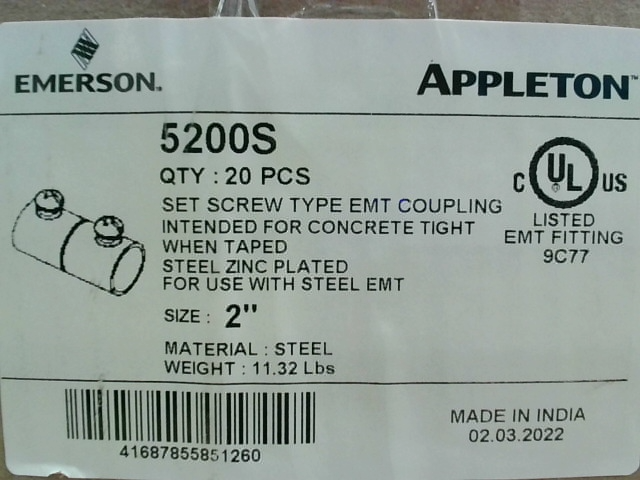 EMERSON.
APPLETON™
5200S
QTY : 20 PCS
SET SCREW TYPE EMT COUPLING
INTENDED FOR CONCRETE TIGHT
WHEN TAPED
STEEL ZINC PLATED
FOR USE WITH STEEL EMT
SIZE : 2"
MATERIAL : STEEL
WEIGHT : 11.32 Lbs
C UL US
LISTED
EMT FITTING
9C77
41687855851260
MADE IN INDIA
02.03.2022